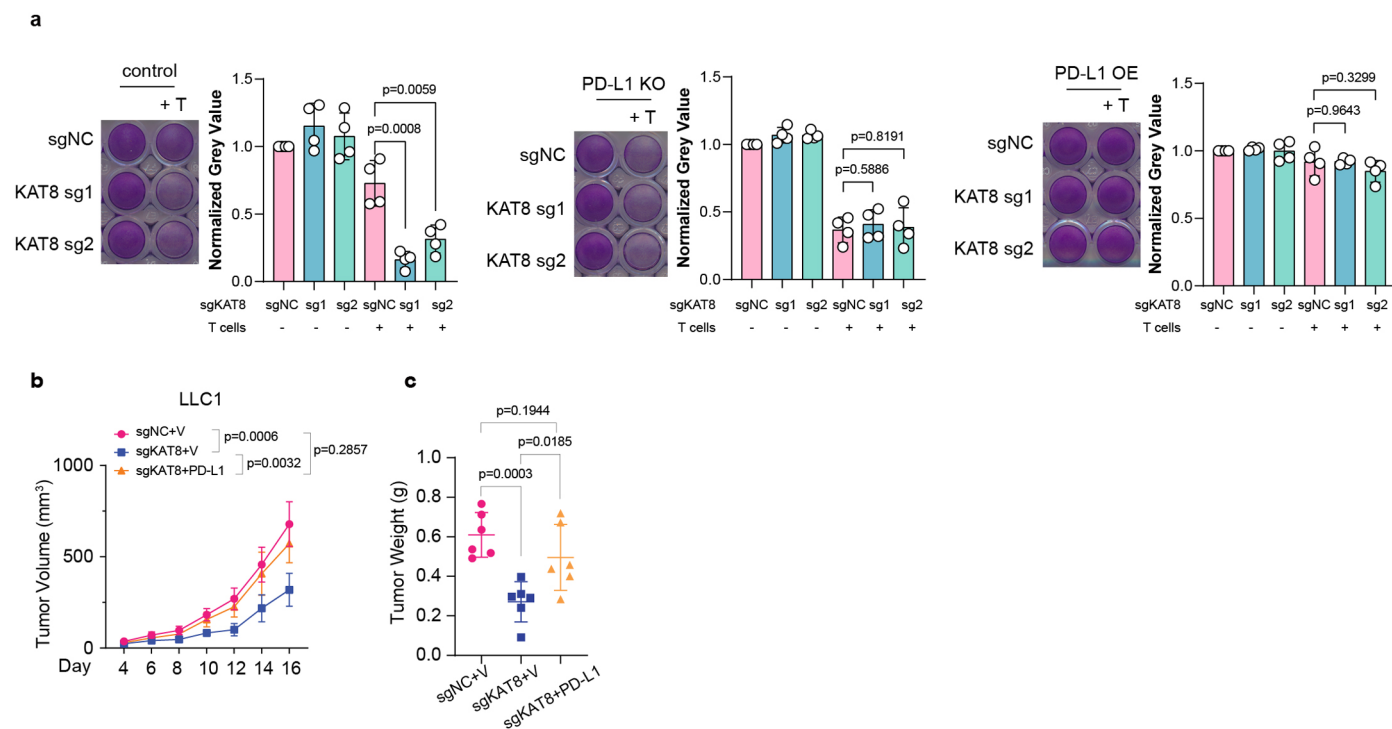 a
control
+ T
sgNC
KAT8 sg1
KAT8 sg2
Normalized Grey Value
1.5
1.0
0.5
0.0
p=0.0059
p=0.0008
sgKAT8 sgNC sg1 sg2 sgNC sg1 sg2
T cells - - - + + +
PD-L1 KO
+ T
sgNC
KAT8 sg1
KAT8 sg2
Normalized Grey Value
1.5
1.0
0.5
0.0
p=0.8191
p=0.5886
sgKAT8 sgNC sg1 sg2 sgNC sg1 sg2
T cells - - - + + +
PD-L1 OE
+ T
sgNC
KAT8 sg1
KAT8 sg2
Normalized Grey Value
1.5
1.0
0.5
0.0
p=0.3299
p=0.9643
sgKAT8 sgNC sg1 sg2 sgNC sg1 sg2
T cells - - - + + +
b
LLC1
sgNC+V
sgKAT8+V
sgKAT8+PD-L1
p=0.0006
p=0.0032
p=0.2857
Tumor Volume (mm³)
1000
500
0
Day 4 6 8 10 12 14 16
c
p=0.1944
p=0.0185
p=0.0003
Tumor Weight (g)
1.0
0.8
0.6
0.4
0.2
0.0
sgNC+V
sgKAT8+V
sgKAT8+PD-L1